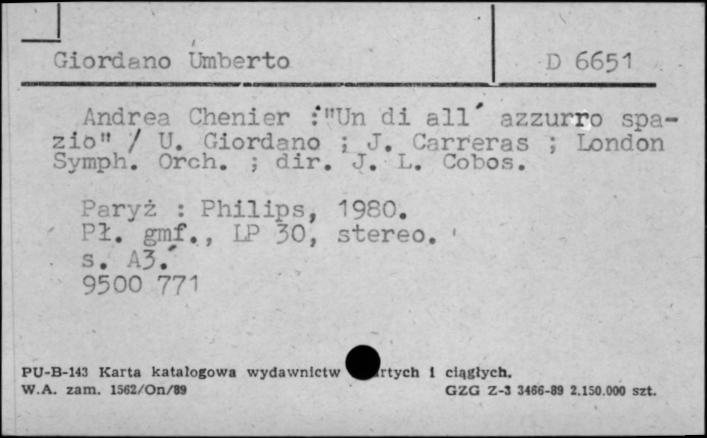 Giordano Umberto
D 6651
Andrea Chenier :"Un di all´ azzurro spa-
zio" / U. Giordano ; J. Carreras ; London
Symph. Orch. ; dir. J. L. Cobos.
Paryż : Philips, 1980.
Pł. gmf., LP 30, stereo.
s. A3.
9500 771
PU-B-143 Karta katalogowa wydawnictw rtych i ciągłych.
W.A. zam. 1562/On/89
GZG Z-3 3466-89 2.150.000 szt.